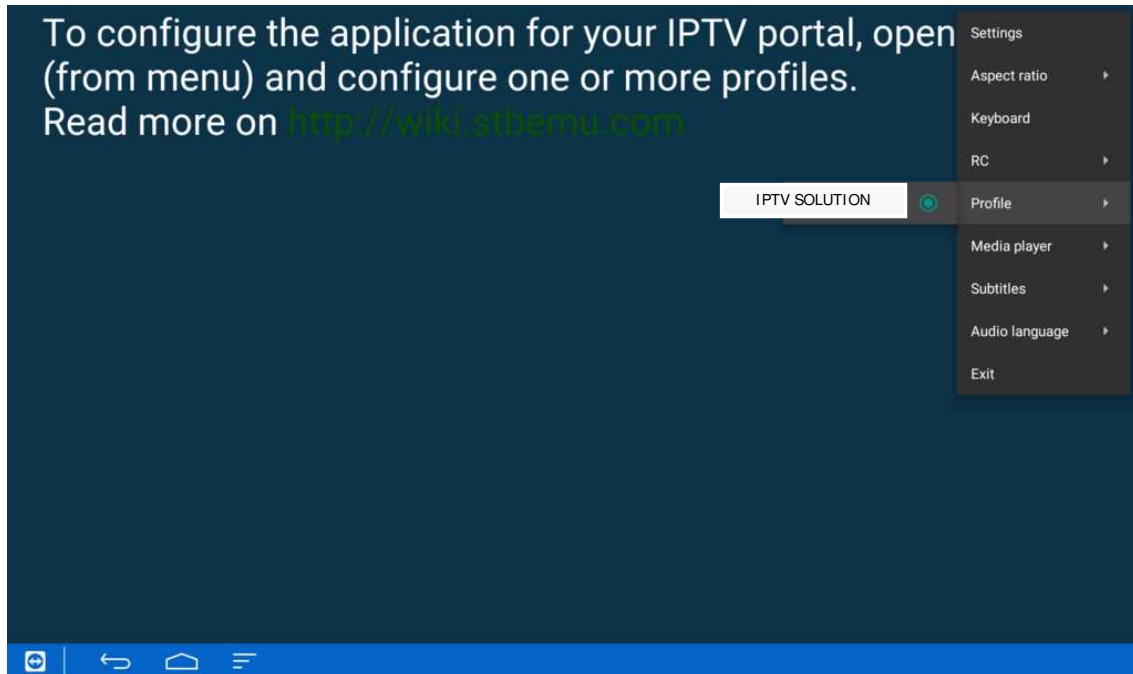 To configure the application for your IPTV portal, open
(from menu) and configure one or more profiles.
Read more on http://wiki.stbemu.com
Settings
Aspect ratio
Keyboard
RC
IPTV SOLUTION
Profile
Media player
Subtitles
Audio language
Exit